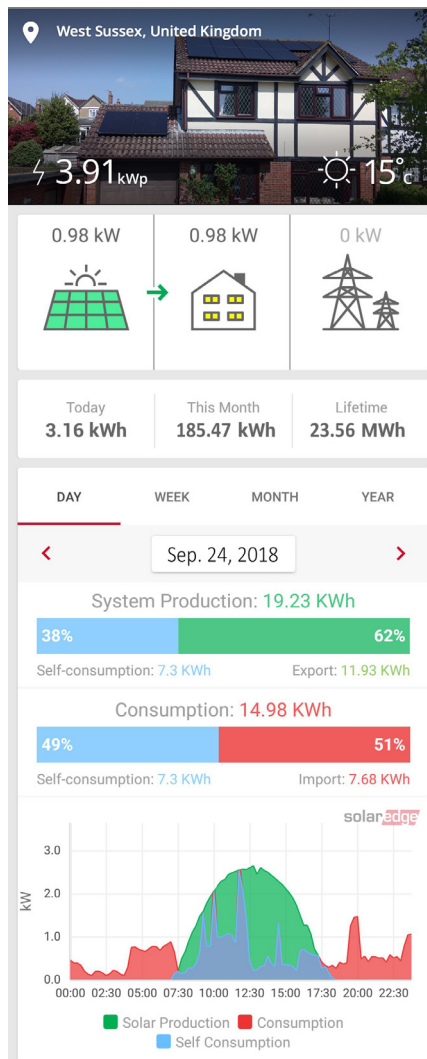 West Sussex, United Kingdom
3.91kWp
15°c
0.98 kW
0.98 kW
0 kW
Today
This Month
Lifetime
3.16 kWh
185.47 kWh
23.56 MWh
DAY
WEEK
MONTH
YEAR
Sep. 24, 2018
System Production: 19.23 KWh
38%
62%
Self-consumption: 7.3 KWh
Export: 11.93 KWh
Consumption: 14.98 KWh
49%
51%
Self-consumption: 7.3 KWh
Import: 7.68 KWh
solaredge
3.0
2.0
1.0
0.0
kW
00:00 02:30 05:00 07:30 10:00 12:30 15:00 17:30 20:00 22:30
Solar Production
Consumption
Self Consumption